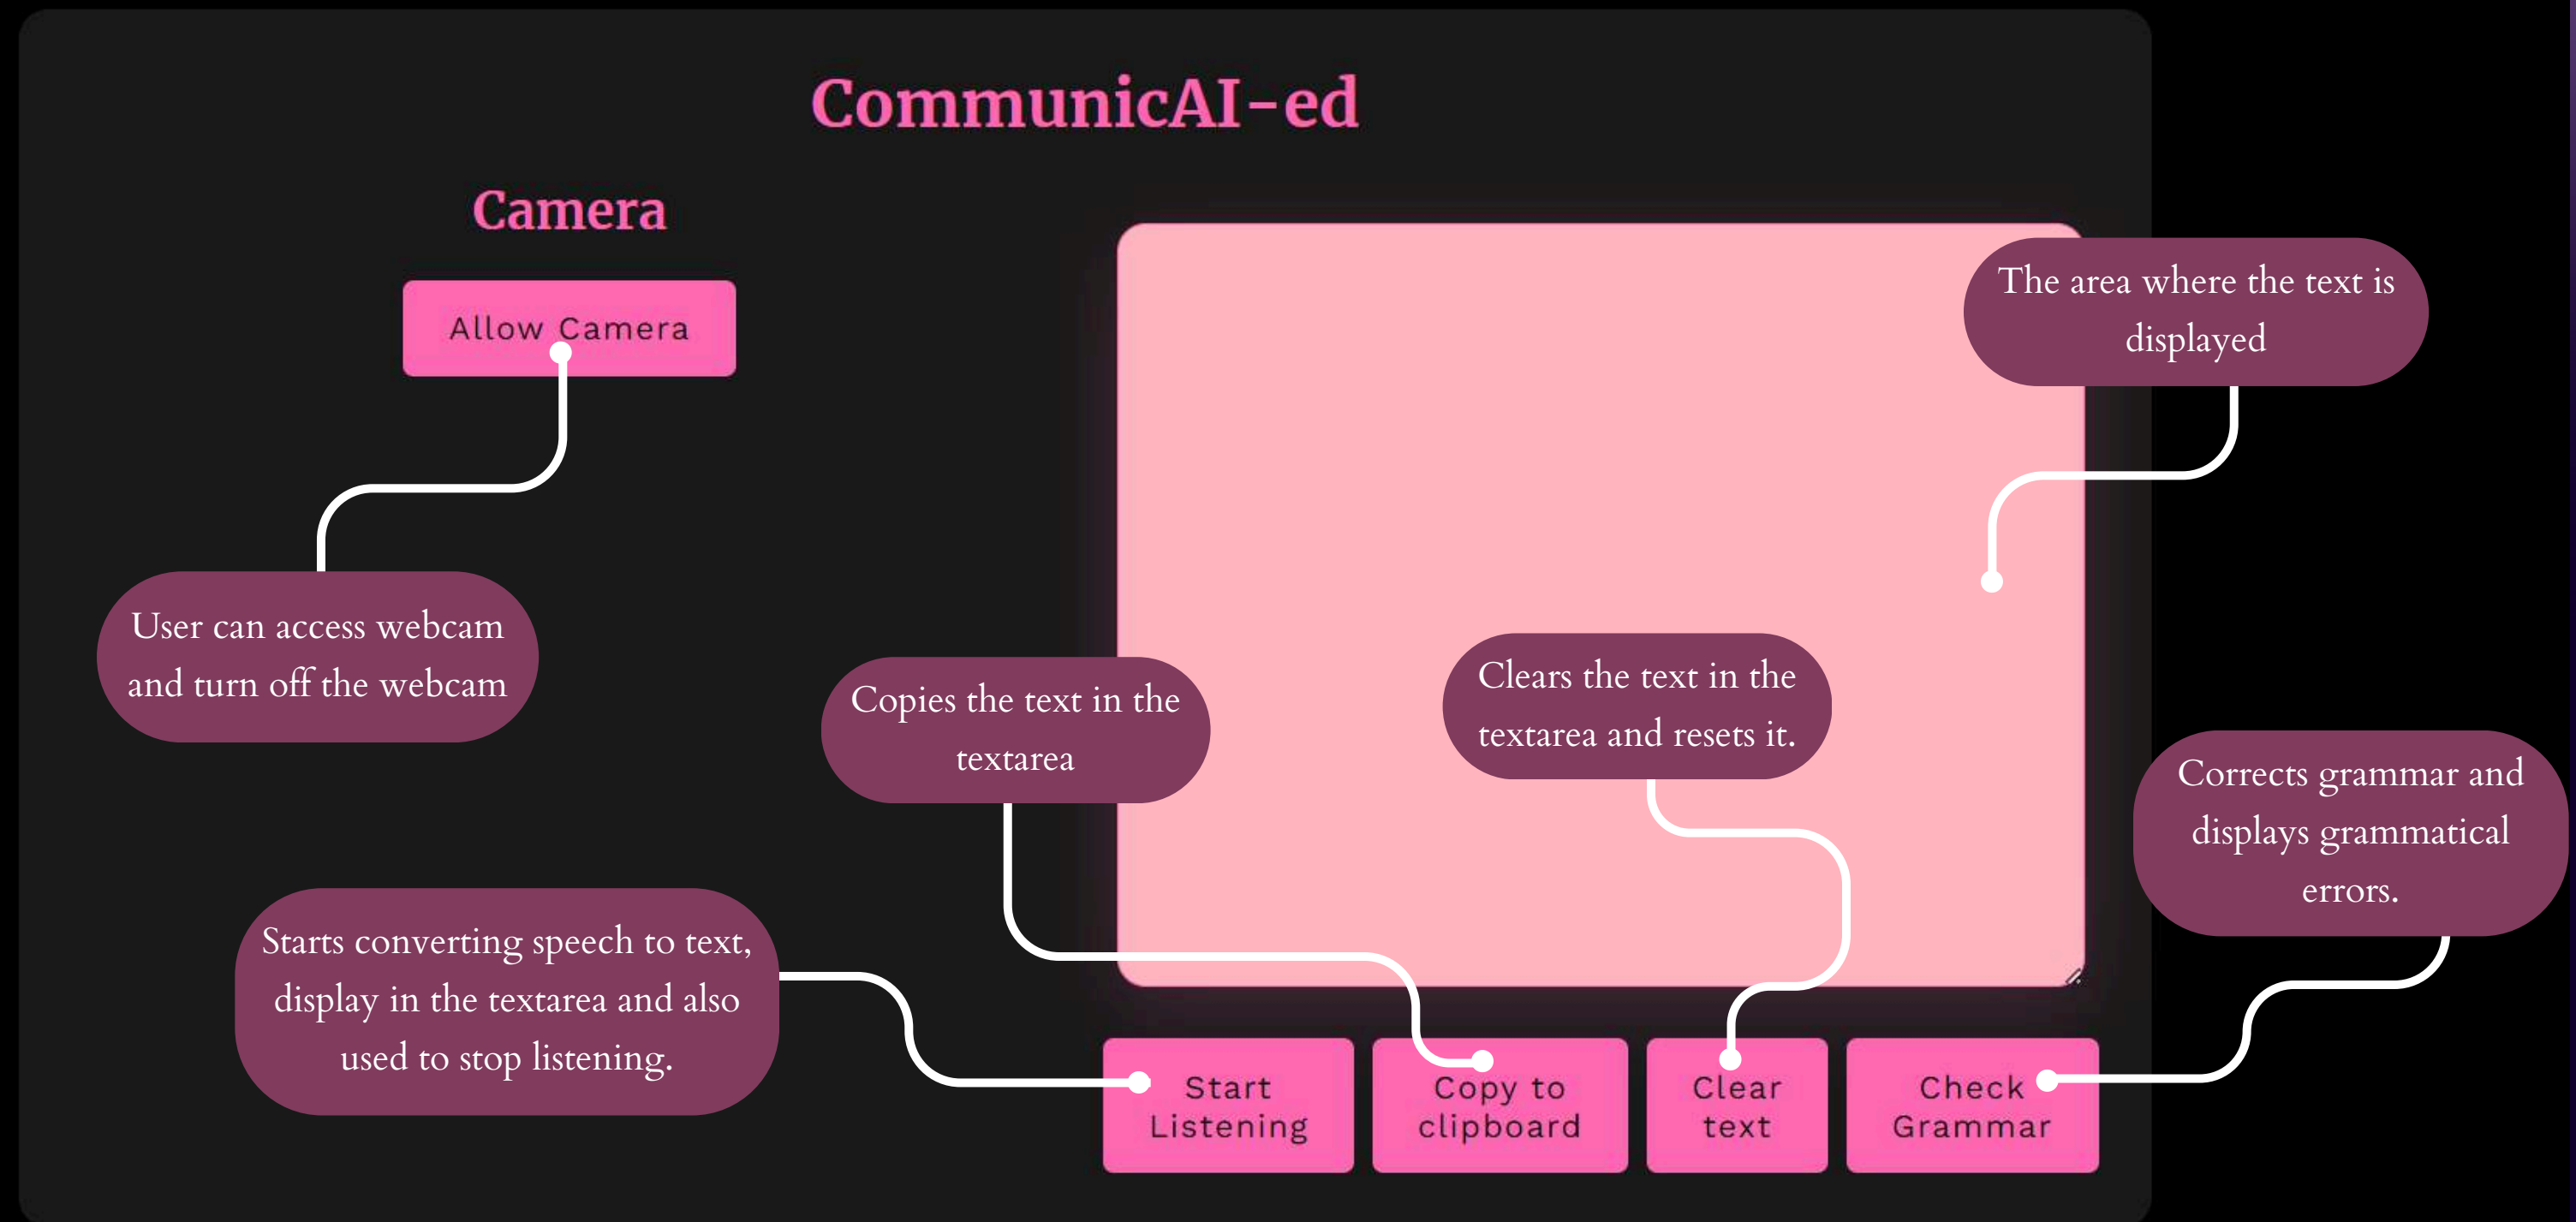 CommunicAI-ed
Camera
Allow Camera
The area where the text is
displayed
User can access webcam
and turn off the webcam
Copies the text in the
textarea
Clears the text in the
textarea and resets it.
Corrects grammar and
displays grammatical
errors.
Starts converting speech to text,
display in the textarea and also
used to stop listening.
Start
Listening
Copy to
clipboard
Clear
text
Check
Grammar